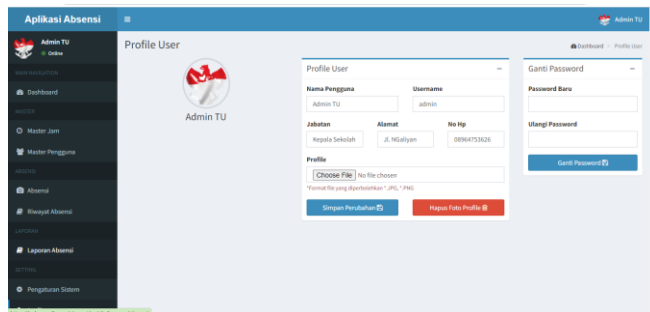 Aplikasi Absensi
Admin TU
Admin TU
Online
Profile User
Dashboard > Profile User
MAIN NAVIGATION
Dashboard
MASTER
Master Jam
Master Pengguna
ABSENSI
Absensi
Riwayat Absensi
LAPORAN
Laporan Absensi
SETTING
Pengaturan Sistem
Admin TU
Profile User
Nama Pengguna
Username
Admin TU
admin
Jabatan
Alamat
No Hp
Kepala Sekolah
Jl. NGaliyan
08964753626
Profile
Choose File No file chosen
*Format file yang diperbolehkan *.JPG, *.PNG
Simpan Perubahan
Hapus Foto Profile
Ganti Password
Password Baru
Ulangi Password
Ganti Password